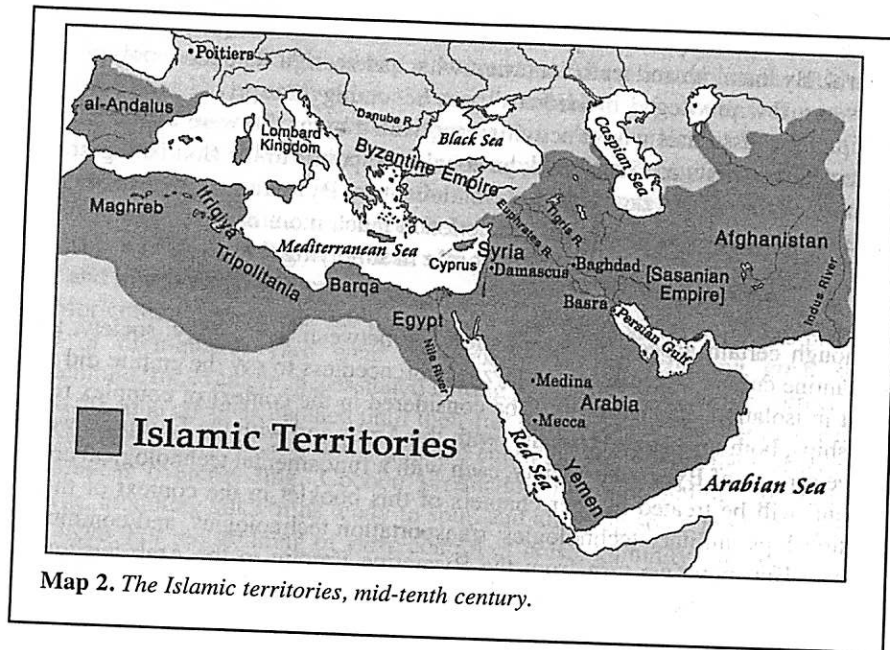 Poitiers
al-Andalus
Lombard
Kingdom
Danube R.
Black Sea
Caspian Sea
Byzantine Empire
Maghreb
Ifriqiya
Tripolitania
Mediterranean Sea
Barqa
Cyprus
Syria
Damascus
Euphrates R.
Tigris R.
Baghdad
Afghanistan
[Sasanian
Empire]
Indus River
Basra
Persian Gulf
Egypt
Nile River
Medina
Arabia
Mecca
Red Sea
Yemen
Arabian Sea
Islamic Territories
Map 2. The Islamic territories, mid-tenth century.